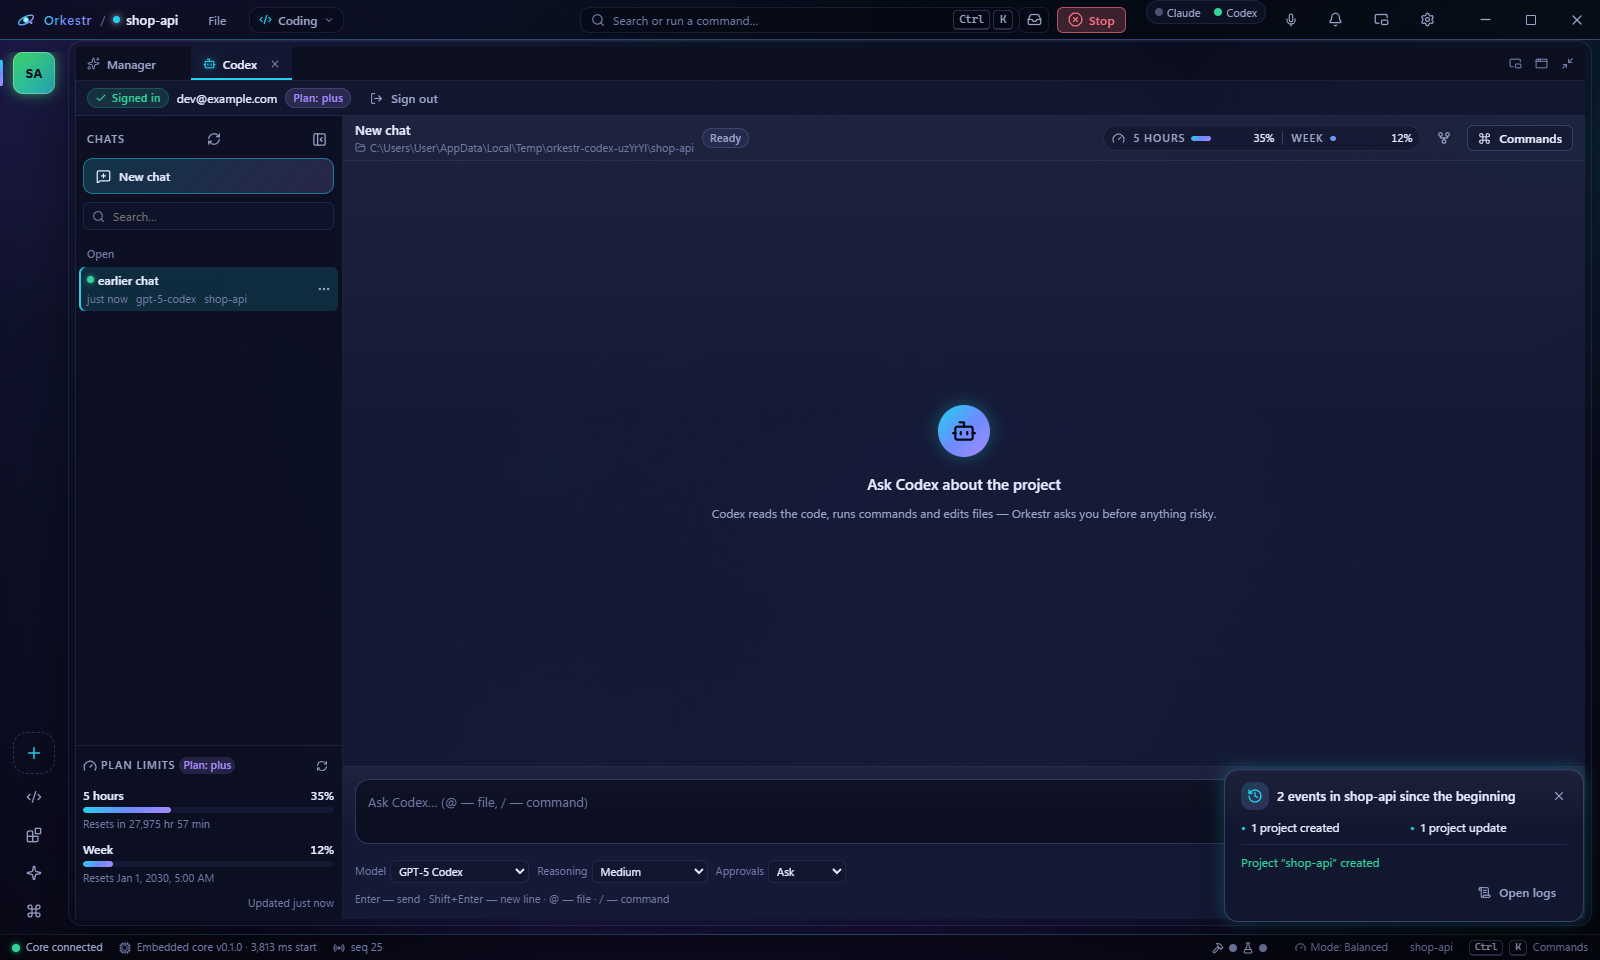 Orkestr / shop-api File Coding Search or run a command... Ctrl K Stop Claude Codex
SA
Manager Codex
Signed in dev@example.com Plan: plus Sign out
CHATS
New chat
Search...
Open
earlier chat
just now gpt-5-codex shop-api
New chat
C:\Users\User\AppData\Local\Temp\orkestr-codex-uzYrYl\shop-api
Ready
5 HOURS 35% WEEK 12% Commands
Ask Codex about the project
Codex reads the code, runs commands and edits files — Orkestr asks you before anything risky.
PLAN LIMITS Plan: plus
5 hours 35%
Resets in 27,975 hr 57 min
Week 12%
Resets Jan 1, 2030, 5:00 AM
Updated just now
Ask Codex... (@ — file, / — command)
Model GPT-5 Codex Reasoning Medium Approvals Ask
Enter — send · Shift+Enter — new line · @ — file · / — command
2 events in shop-api since the beginning
• 1 project created • 1 project update
Project “shop-api” created
Open logs
Core connected Embedded core v0.1.0 · 3,813 ms start seq 25 Mode: Balanced shop-api Ctrl K Commands